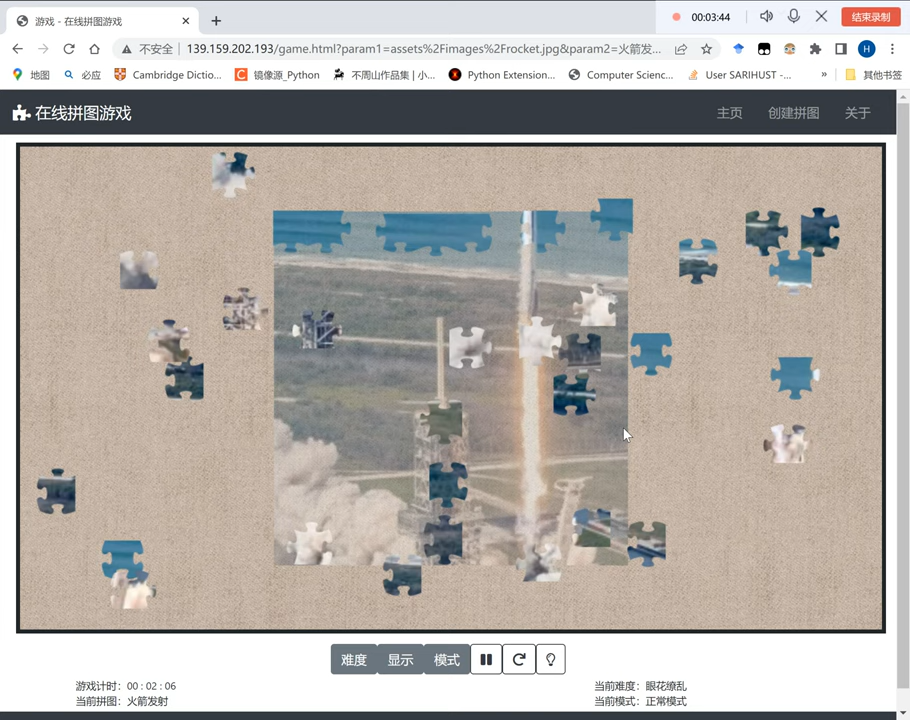 游戏 - 在线拼图游戏
00:03:44
结束录制
不安全
139.159.202.193/game.html?param1=assets%2Fimages%2Frocket.jpg&param2=火箭发...
H
地图
必应
Cambridge Dictio...
镜像源_Python
不周山作品集 | 小...
Python Extension...
Computer Scienc...
User SARIHUST -...
»
其他书签
在线拼图游戏
主页
创建拼图
关于
难度
显示
模式
游戏计时：00 : 02 : 06
当前难度：眼花缭乱
当前拼图：火箭发射
当前模式：正常模式